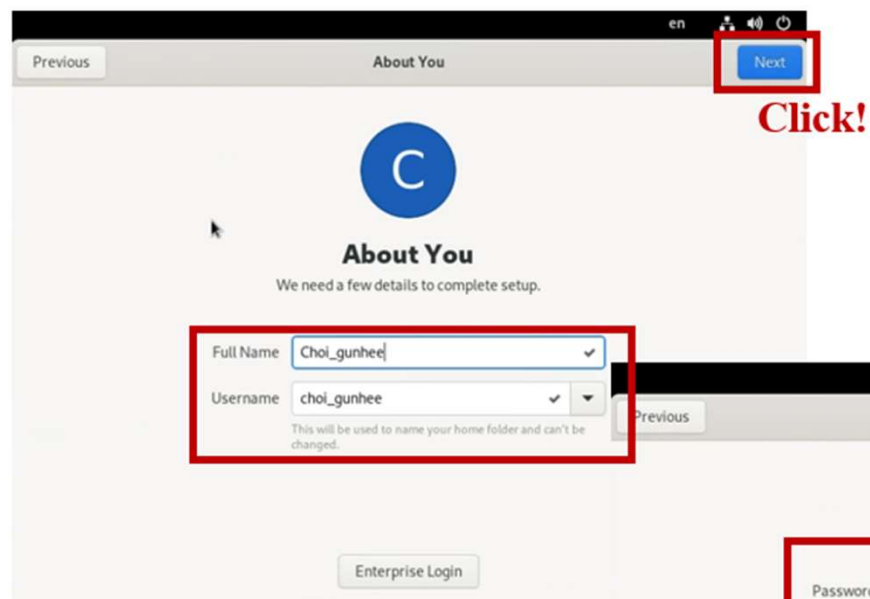 en
Previous
About You
Next
Click!
C
About You
We need a few details to complete setup.
Full Name Choi_gunhee
Username choi_gunhee
This will be used to name your home folder and can't be
changed.
Previous
Enterprise Login
Password